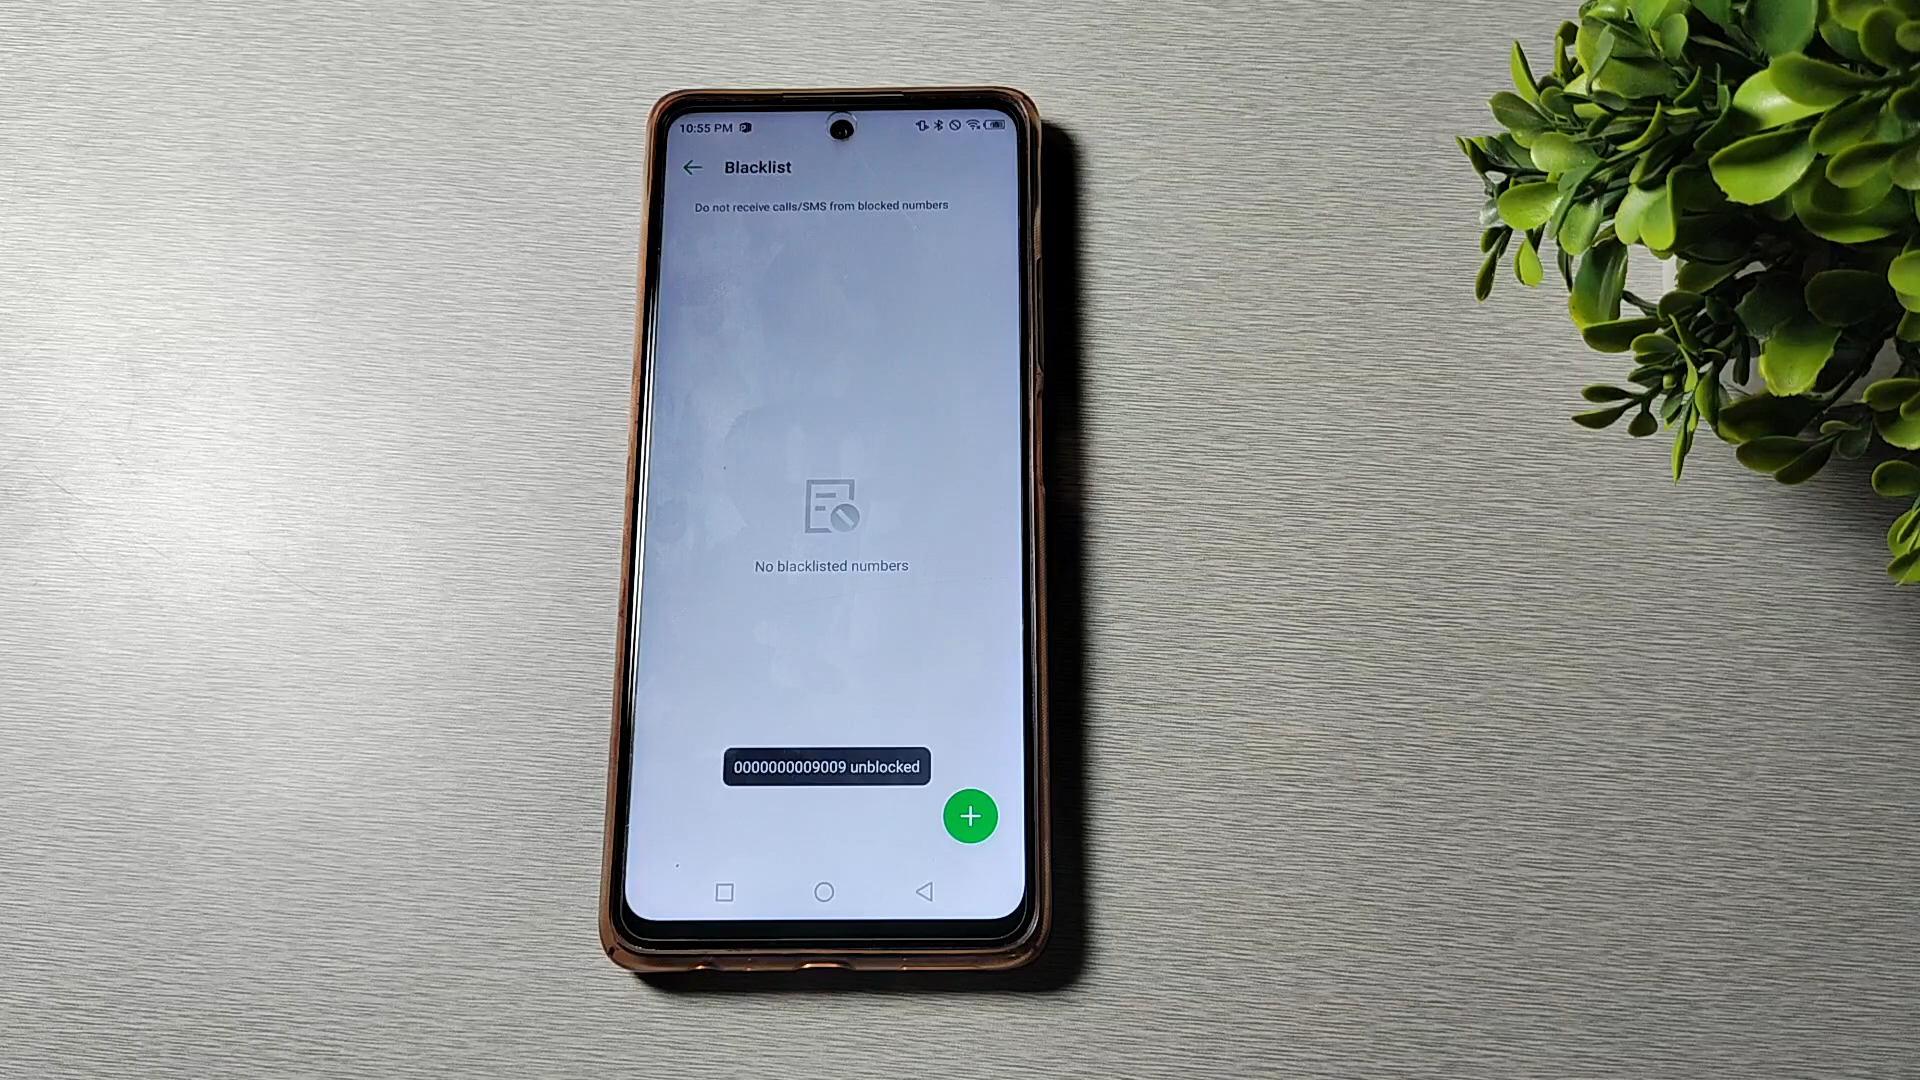 10:55 PM
Blacklist
Do not receive calls/SMS from blocked numbers
No blacklisted numbers
0000000009009 unblocked